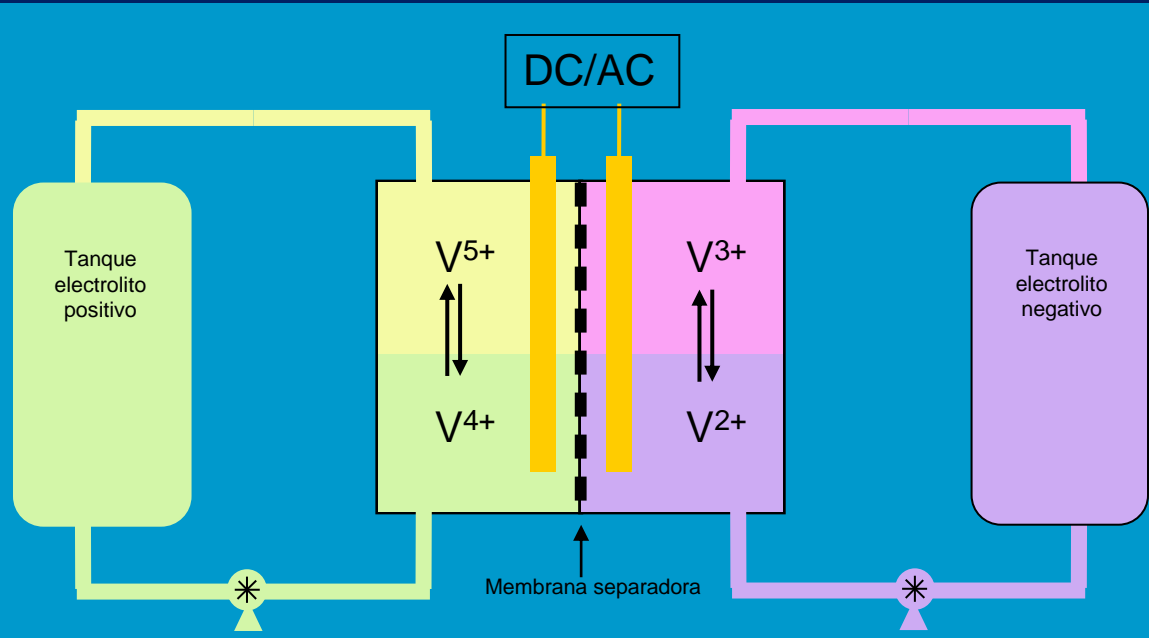 DC/AC
Tanque
electrolito
positivo
V5+
V3+
Tanque
electrolito
negativo
V4+
V2+
Membrana separadora